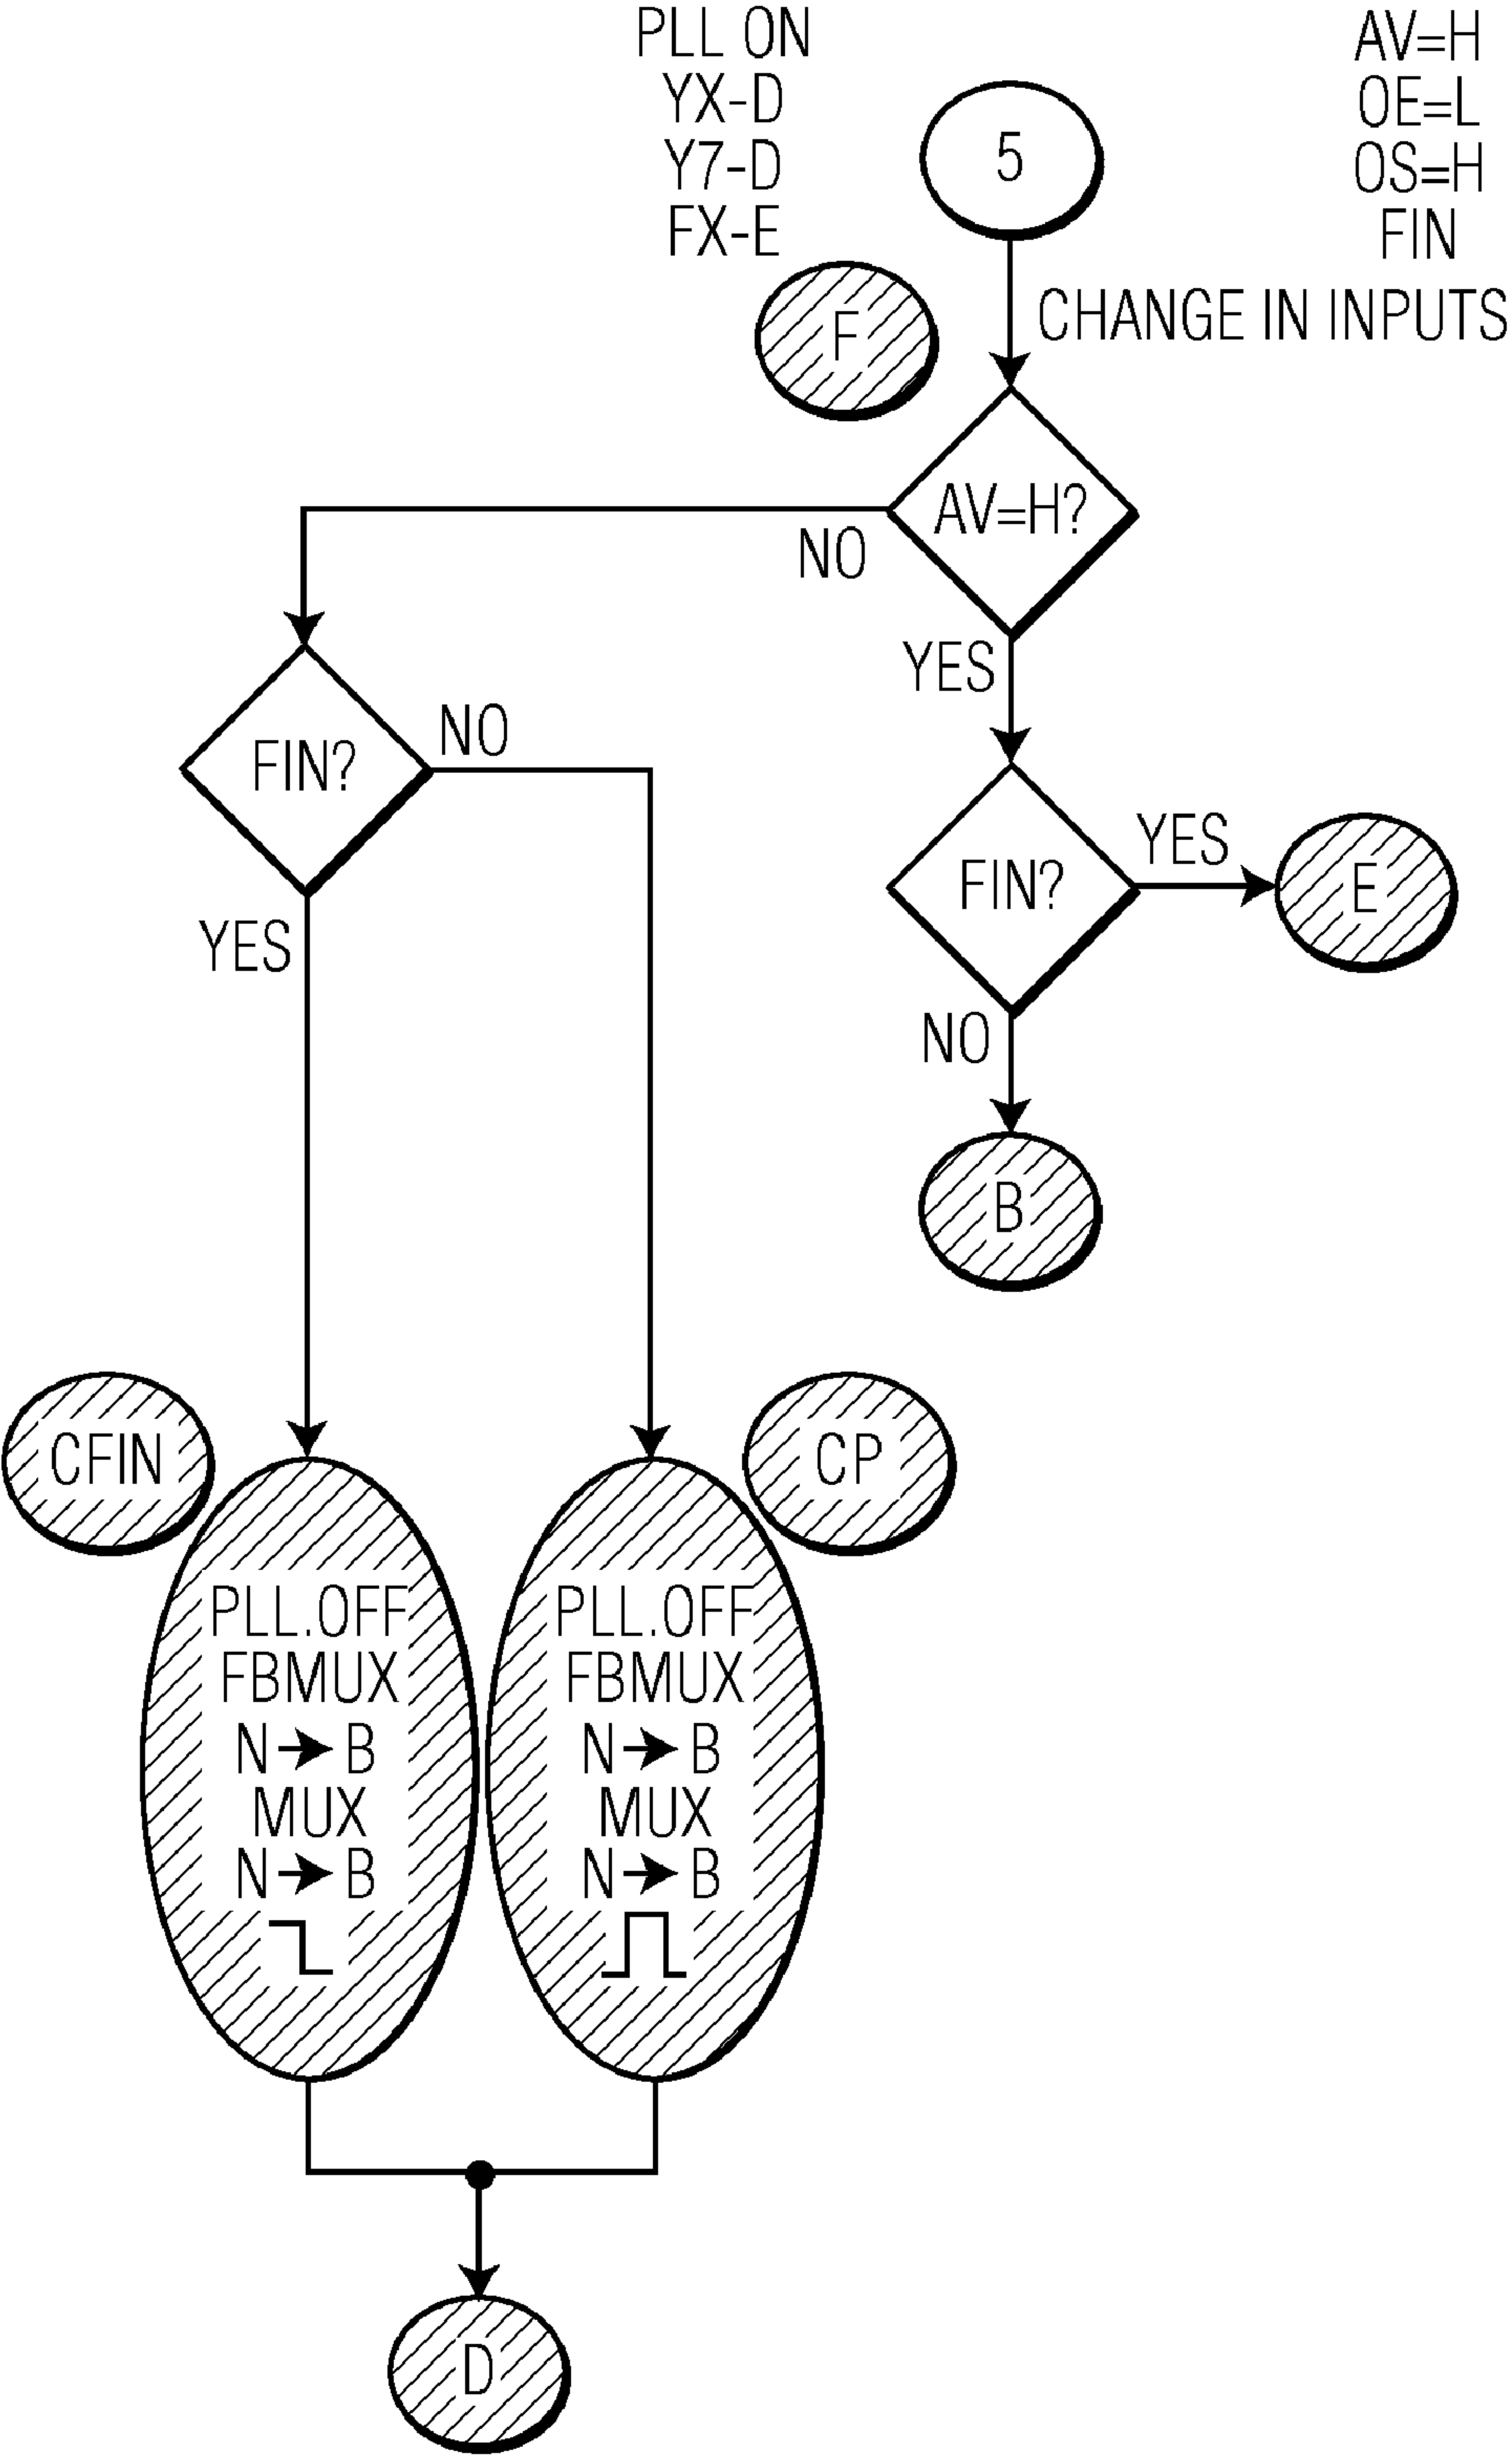 PLL ON
YX-D
Y7-D
FX-E
5
AV=H
OE=L
OS=H
FIN
CHANGE IN INPUTS
F
AV=H?
NO
YES
FIN?
NO
YES
FIN?
YES
E
NO
B
CFIN
CP
PLL.OFF
FBMUX
N→B
MUX
N→B
PLL.OFF
FBMUX
N→B
MUX
N→B
D